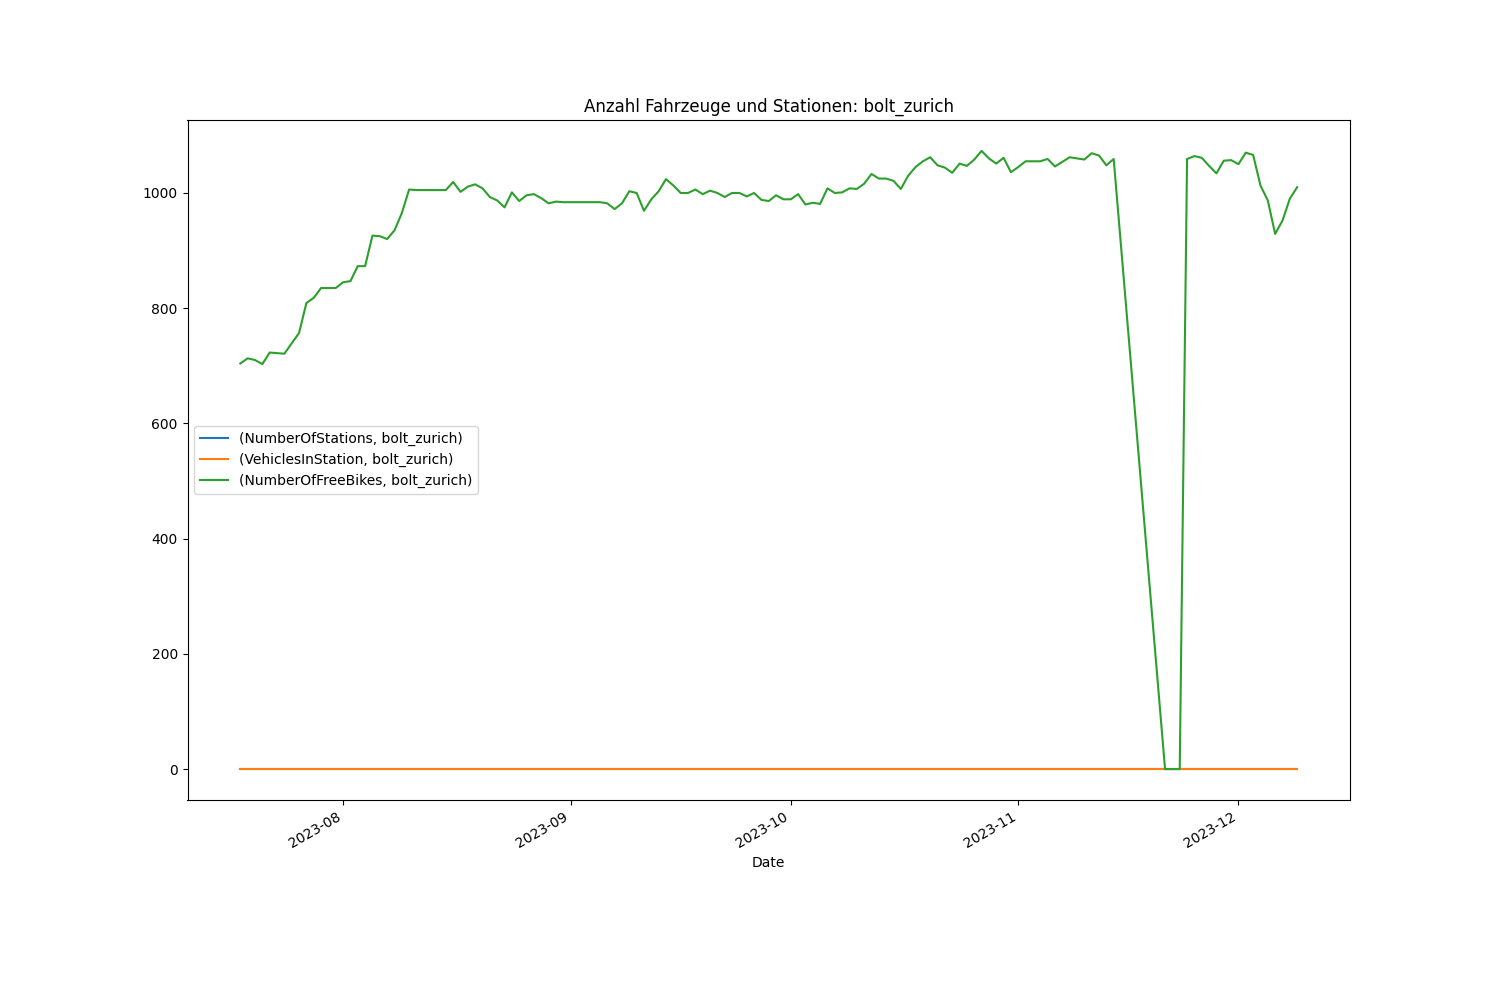 Anzahl Fahrzeuge und Stationen: bolt_zurich
1000
800
600
400
200
0
(NumberOfStations, bolt_zurich)
(VehiclesInStation, bolt_zurich)
(NumberOfFreeBikes, bolt_zurich)
2023-08
2023-09
2023-10
2023-11
2023-12
Date